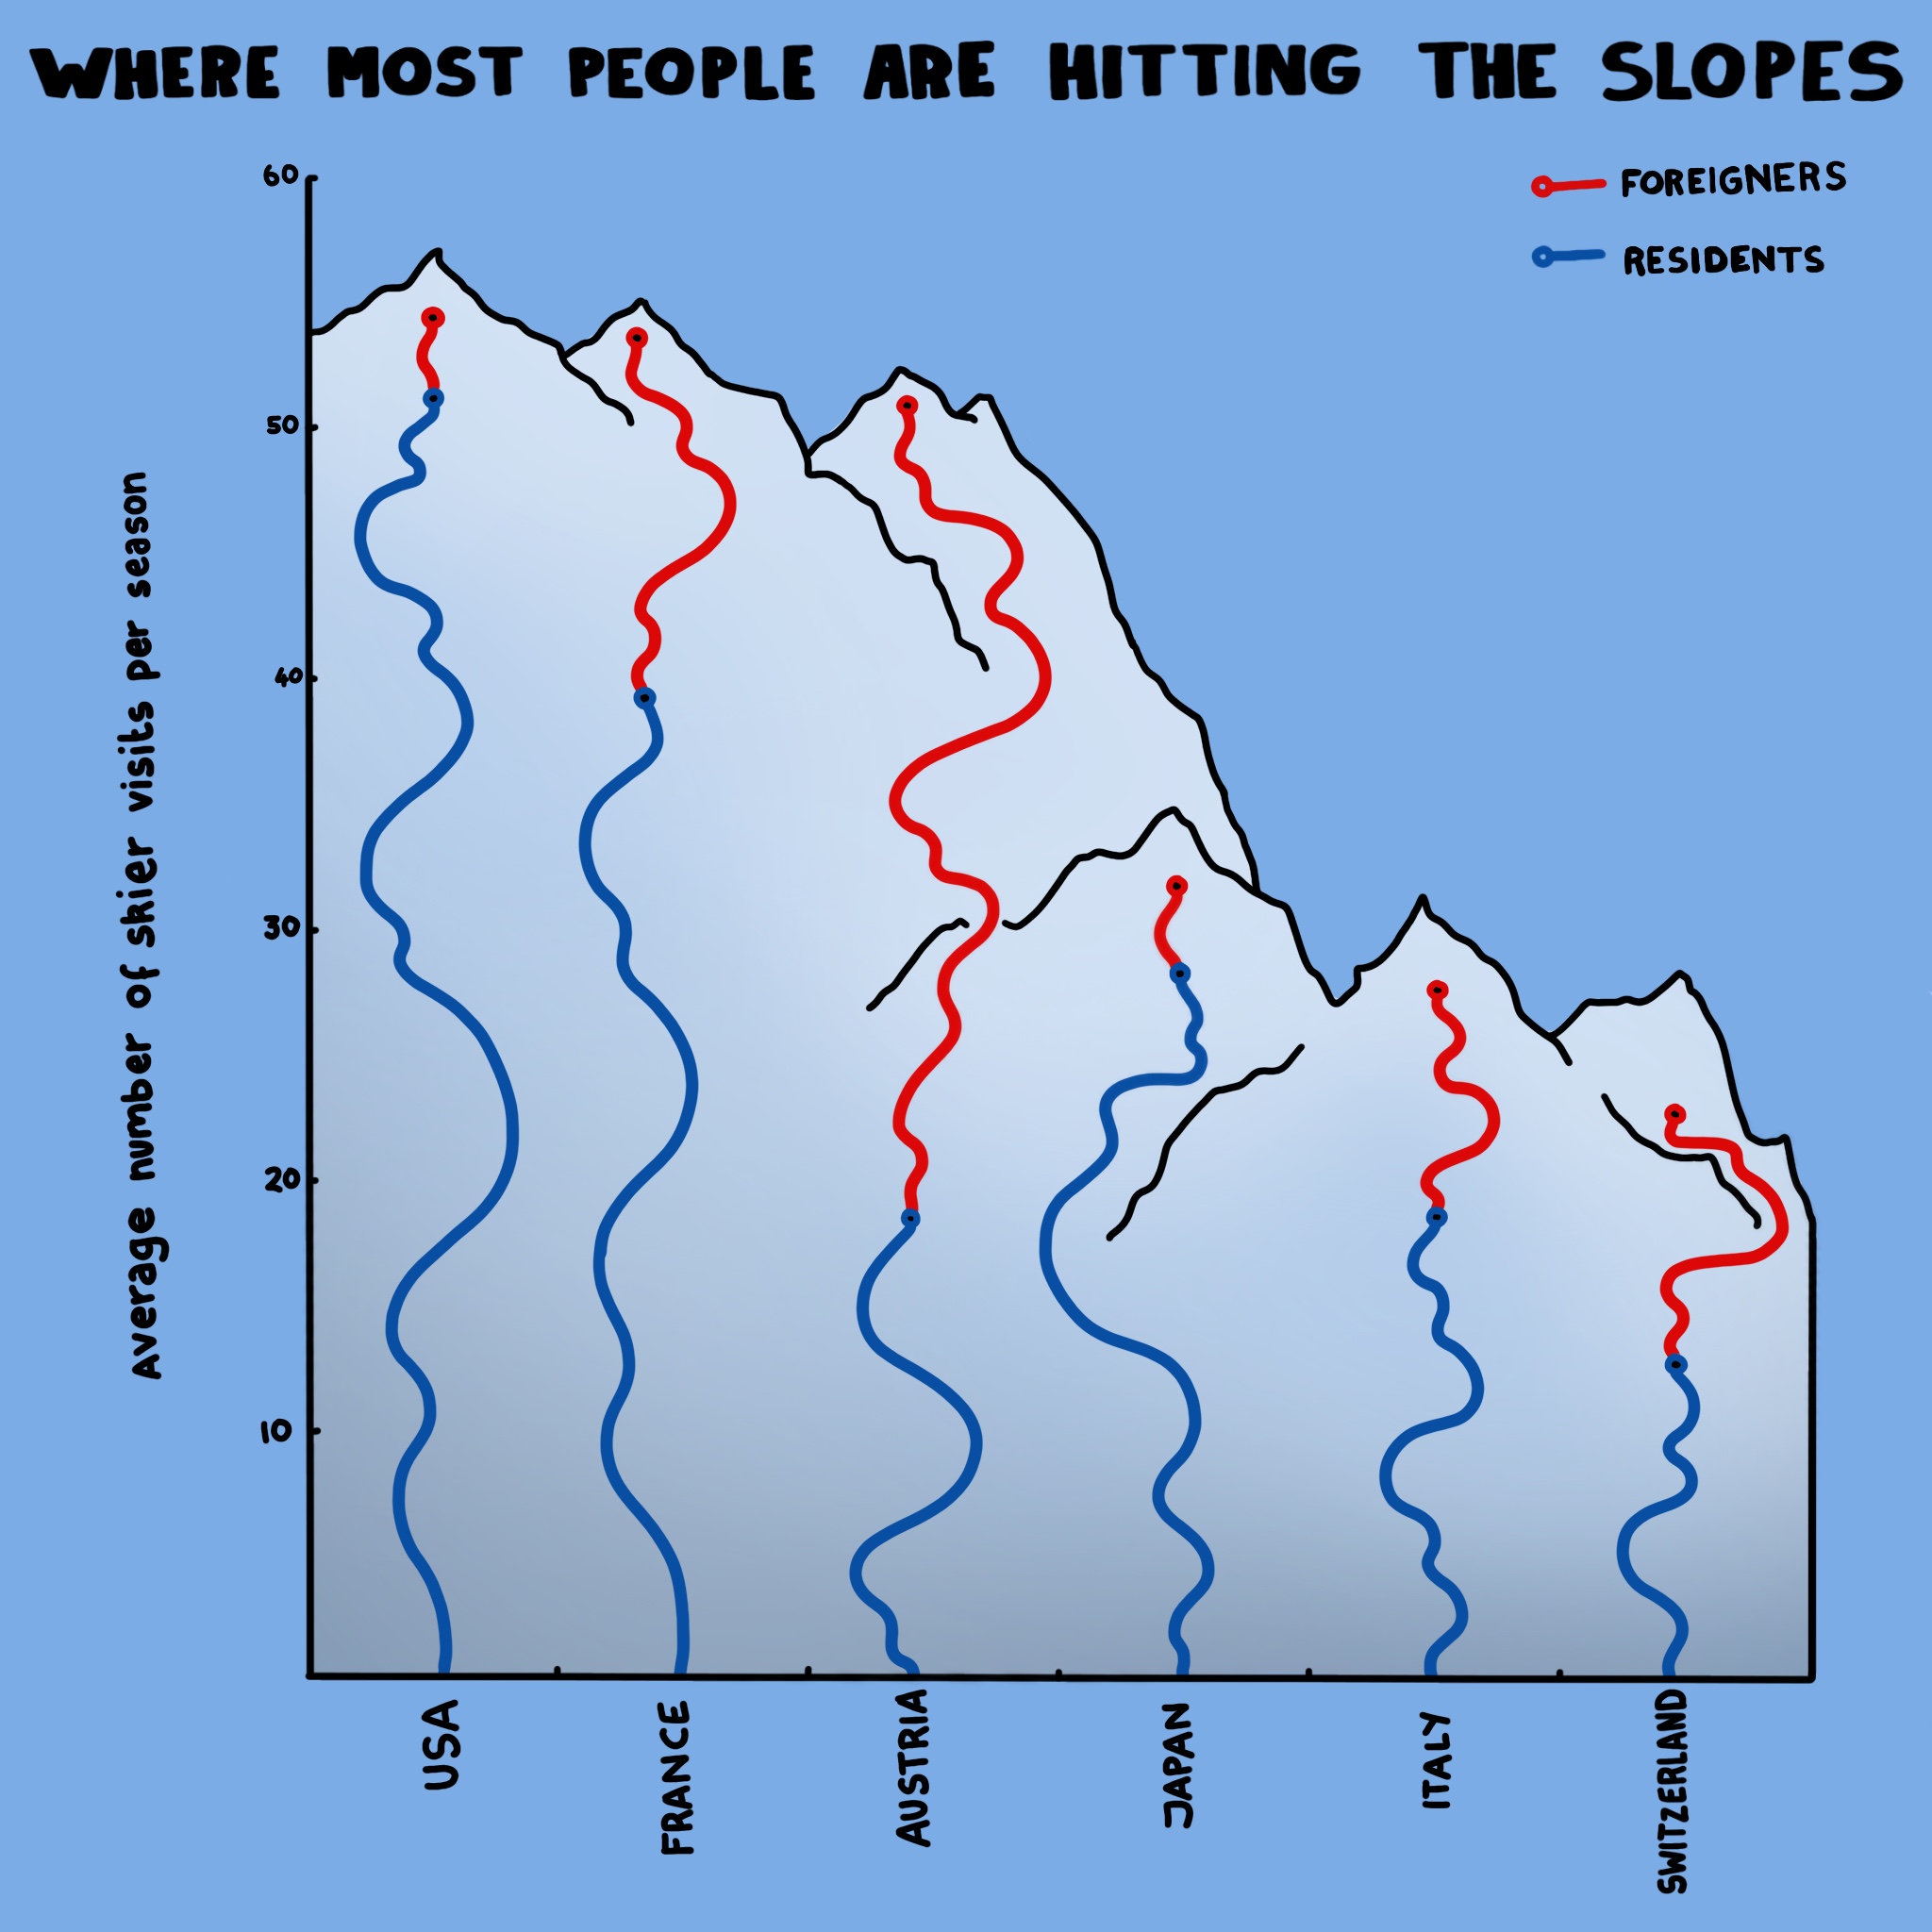 WHERE MOST PEOPLE ARE HITTING THE SLOPES
FOREIGNERS
RESIDENTS
60
50
40
30
20
10
Average number of skier visits per season
USA
FRANCE
AUSTRIA
JAPAN
ITALY
SWITZERLAND